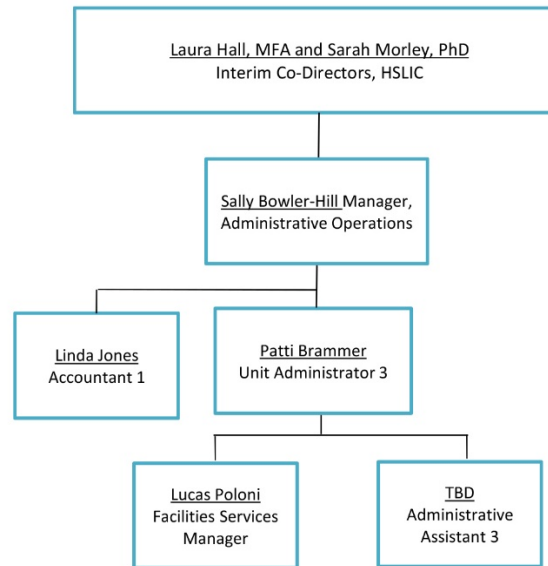 Laura Hall, MFA and Sarah Morley, PhD
Interim Co-Directors, HSLIC
Sally Bowler-Hill Manager,
Administrative Operations
Linda Jones
Accountant 1
Patti Brammer
Unit Administrator 3
Lucas Poloni
Facilities Services
Manager
TBD
Administrative
Assistant 3